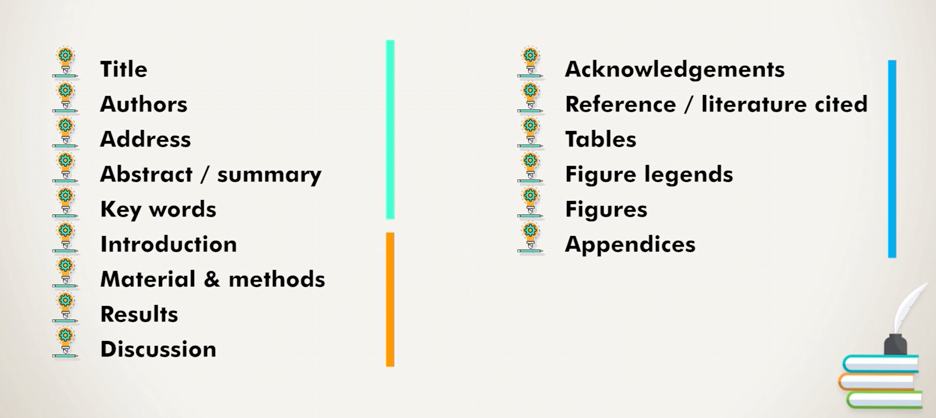 Title
Authors
Address
Abstract / summary
Key words
Introduction
Material & methods
Results
Discussion
Acknowledgements
Reference / literature cited
Tables
Figure legends
Figures
Appendices